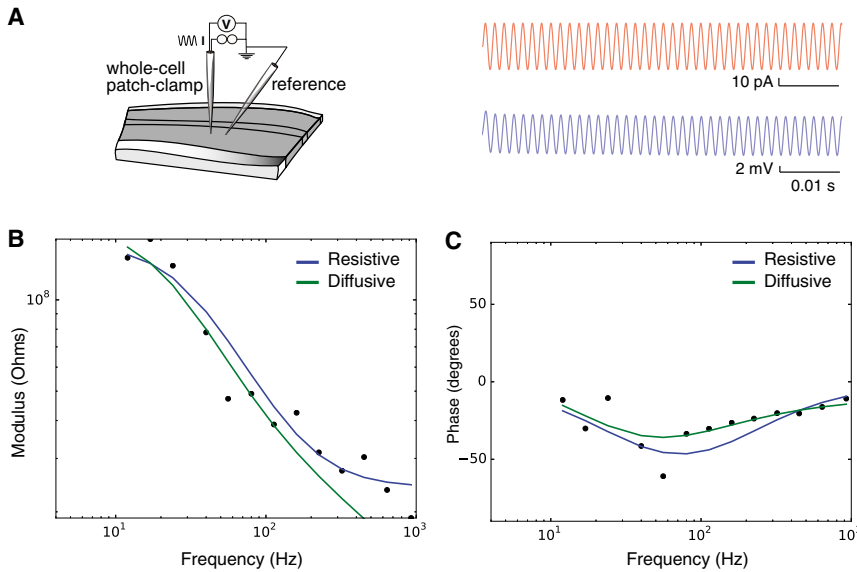 A
V
I
whole-cell
patch-clamp
reference
10 pA
2 mV
0.01 s
B
Resistive
Diffusive
10⁸
Modulus (Ohms)
10¹ 10² 10³
Frequency (Hz)
C
Resistive
Diffusive
50
0
−50
Phase (degrees)
10¹ 10² 10³
Frequency (Hz)